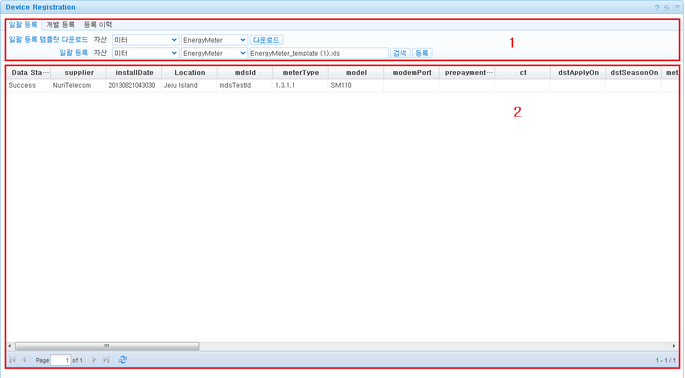 Device Registration
일괄 등록 개별 등록 등록 이력
일괄 등록 템플릿 다운로드 자산 미터 EnergyMeter 다운로드
1
일괄 등록 자산 미터 EnergyMeter EnergyMeter_template (1).xls 검색 등록
Data Sta··· supplier installDate Location mdsId meterType model modemPort prepayment··· ct dstApplyOn dstSeasonOn met
Success NuriTelecom 20130821043030 Jeju Island mdsTestId 1.3.1.1 SM110
2
Page 1 of 1 1 - 1 / 1